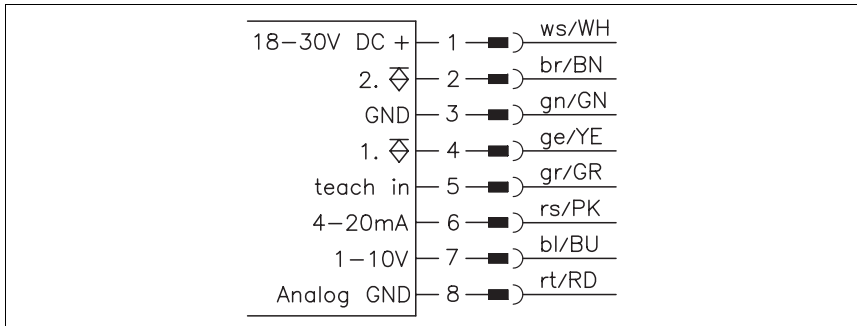 18-30V DC + 1 ws/WH
2. 2 br/BN
GND 3 gn/GN
1. 4 ge/YE
teach in 5 gr/GR
4-20mA 6 rs/PK
1-10V 7 bl/BU
Analog GND 8 rt/RD